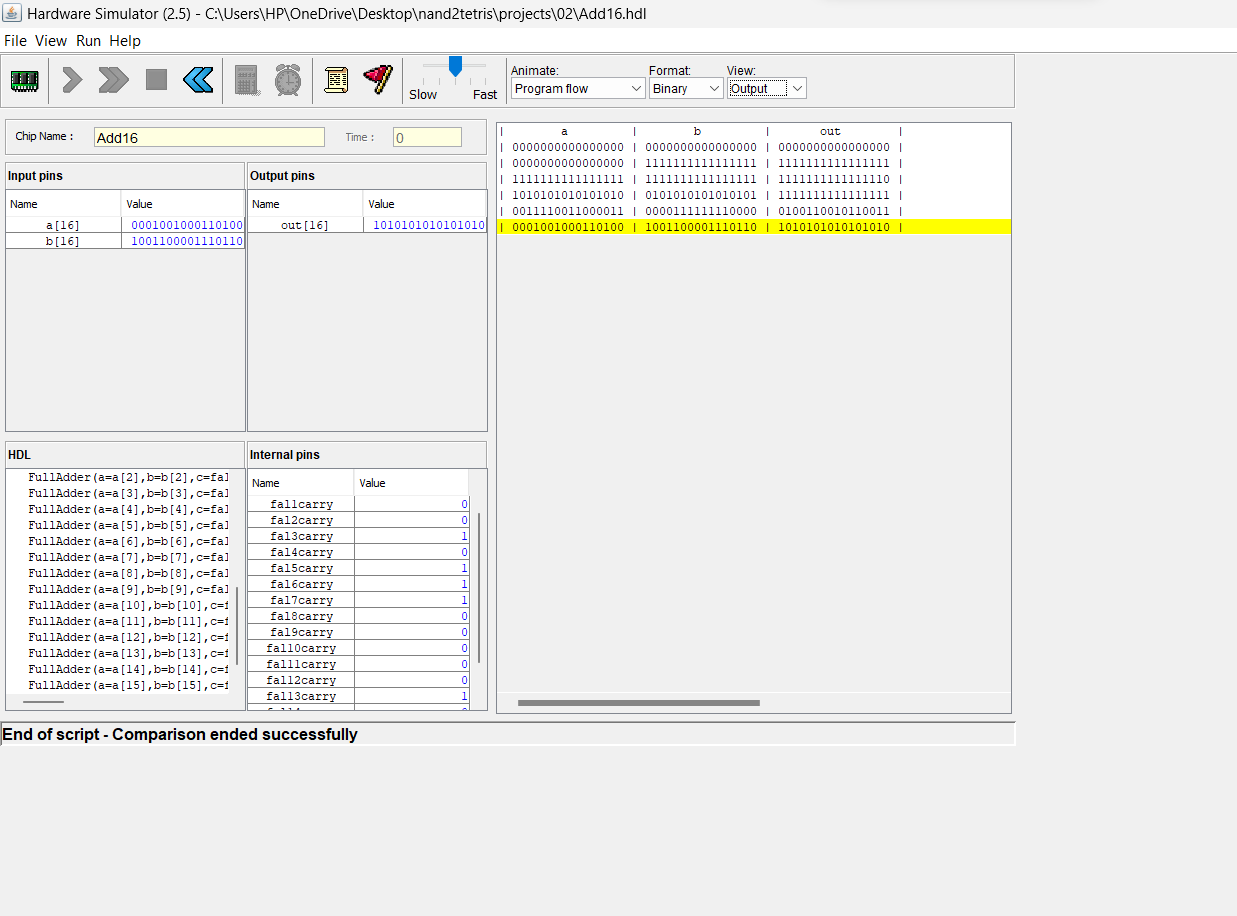 Hardware Simulator (2.5) - C:\Users\HP\OneDrive\Desktop\nand2tetris\projects\02\Add16.hdl
File View Run Help
Slow Fast
Animate: Format: View:
Program flow Binary Output
Chip Name : Add16 Time : 0
Input pins
Name Value
a[16] 0001001000110100
b[16] 1001100001110110
Output pins
Name Value
out[16] 1010101010101010
| a | b | out |
| 0000000000000000 | 0000000000000000 | 0000000000000000 |
| 0000000000000000 | 1111111111111111 | 1111111111111111 |
| 1111111111111111 | 1111111111111111 | 1111111111111110 |
| 1010101010101010 | 0101010101010101 | 1111111111111111 |
| 0011110011000011 | 0000111111110000 | 0100110010110011 |
| 0001001000110100 | 1001100001110110 | 1010101010101010 |
HDL
FullAdder(a=a[2],b=b[2],c=fal
FullAdder(a=a[3],b=b[3],c=fal
FullAdder(a=a[4],b=b[4],c=fal
FullAdder(a=a[5],b=b[5],c=fal
FullAdder(a=a[6],b=b[6],c=fal
FullAdder(a=a[7],b=b[7],c=fal
FullAdder(a=a[8],b=b[8],c=fal
FullAdder(a=a[9],b=b[9],c=fal
FullAdder(a=a[10],b=b[10],c=f
FullAdder(a=a[11],b=b[11],c=f
FullAdder(a=a[12],b=b[12],c=f
FullAdder(a=a[13],b=b[13],c=f
FullAdder(a=a[14],b=b[14],c=f
FullAdder(a=a[15],b=b[15],c=f
Internal pins
Name Value
fal1carry 0
fal2carry 0
fal3carry 1
fal4carry 0
fal5carry 1
fal6carry 1
fal7carry 1
fal8carry 0
fal9carry 0
fal10carry 0
fal11carry 0
fal12carry 0
fal13carry 1
End of script - Comparison ended successfully